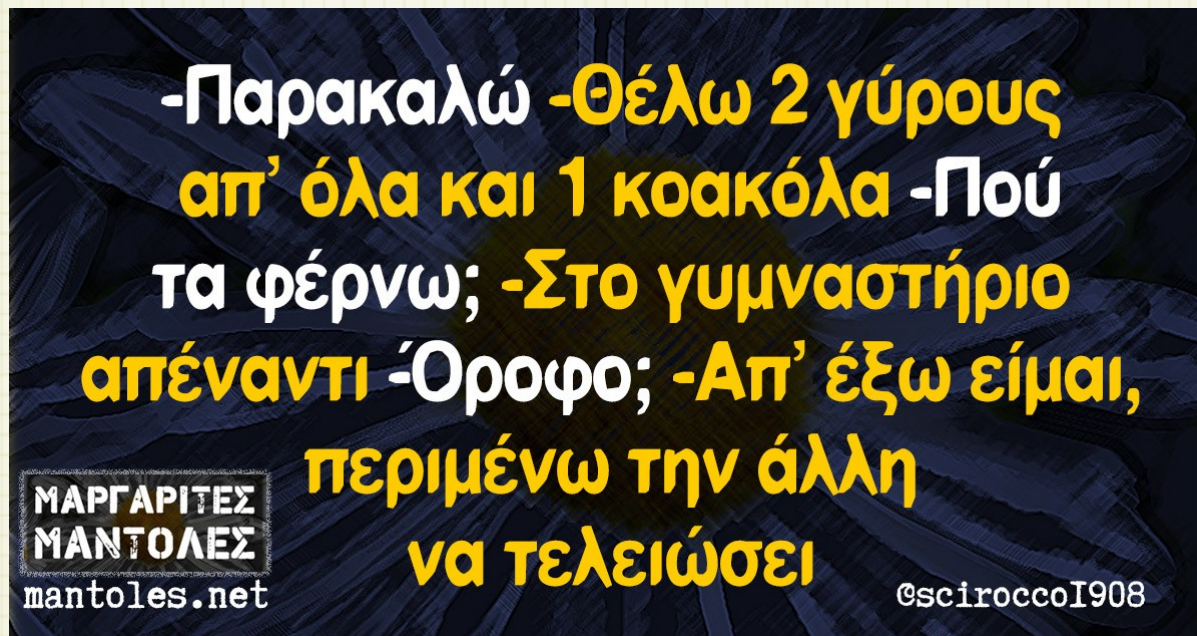 -Παρακαλώ -Θέλω 2 γύρους
απ' όλα και 1 κοακόλα -Πού
τα φέρνω; -Στο γυμναστήριο
απέναντι -Όροφο; -Απ' έξω είμαι,
περιμένω την άλλη
να τελειώσει
ΜΑΡΓΑΡΙΤΕΣ
ΜΑΝΤΟΛΕΣ
mantoles.net
@scirocco1908